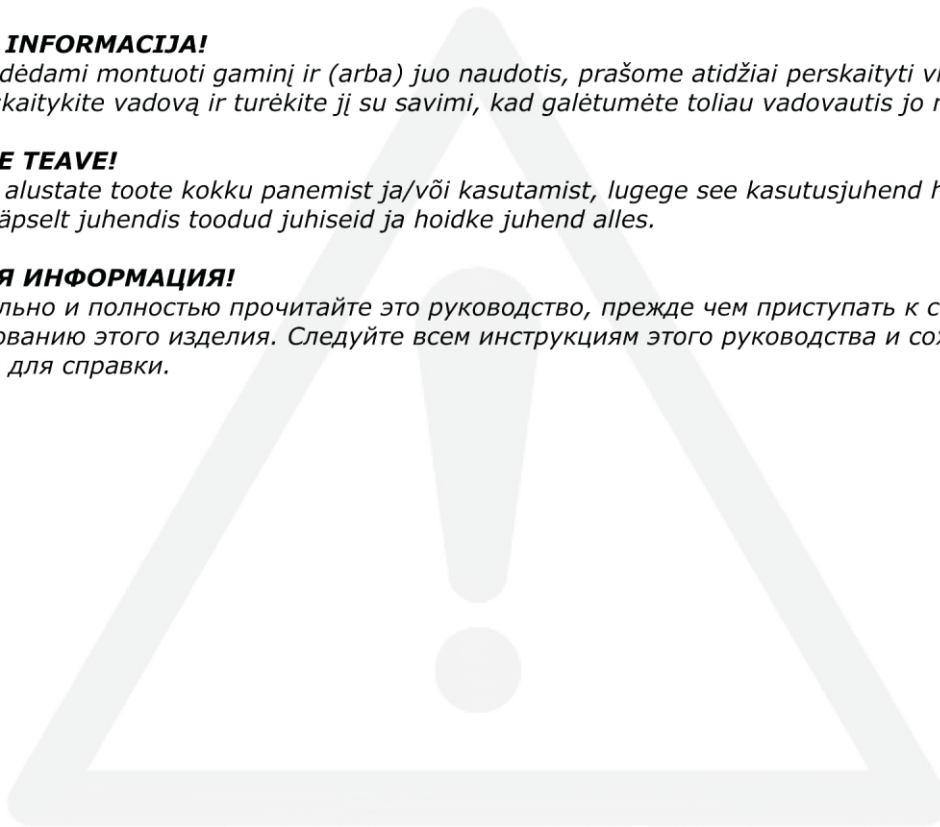 INFORMACIJA!
dėdami montuoti gaminį ir (arba) juo naudotis, prašome atidžiai perskaityti
skaitykite vadovą ir turėkite jį su savimi, kad galėtumėte toliau vadovautis jo
E TEAVE!
alustate toote kokku panemist ja/või kasutamist, lugege see kasutusjuhend
äpselt juhendis toodud juhiseid ja hoidke juhend alles.
Я ИНФОРМАЦИЯ!
льно и полностью прочитайте это руководство, прежде чем приступать к с
ованию этого изделия. Следуйте всем инструкциям этого руководства и сох
для справки.